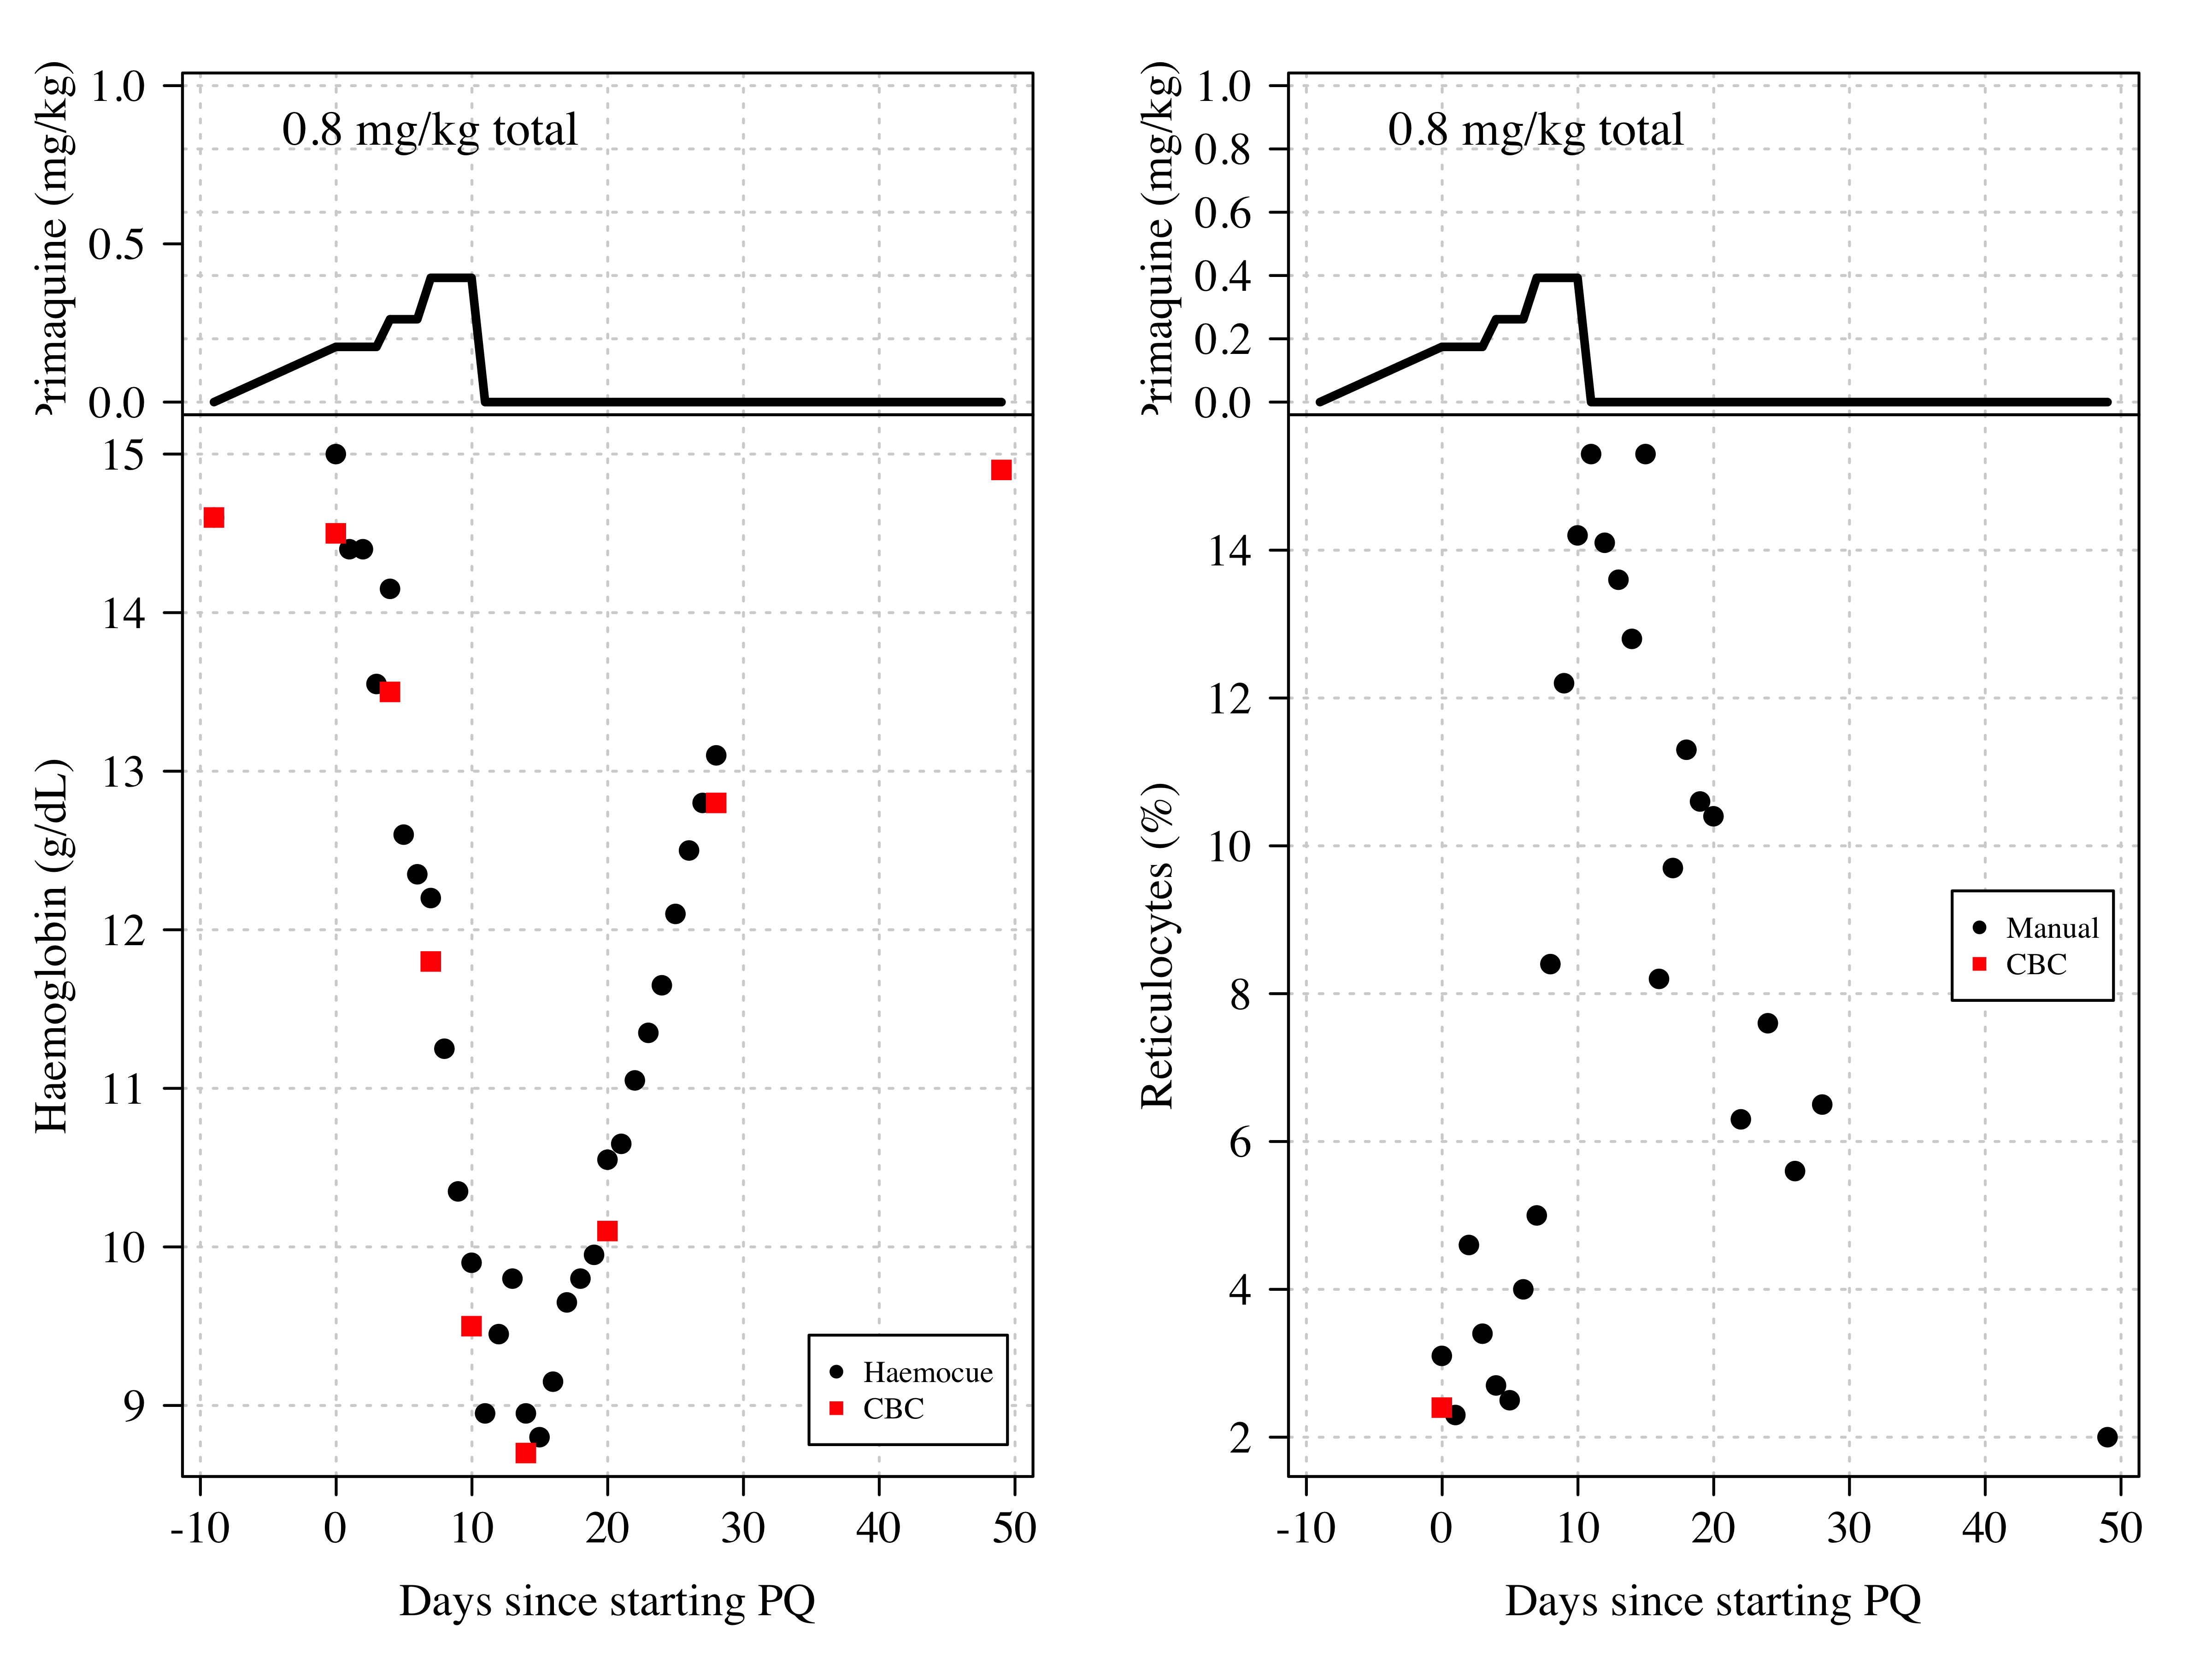 Primaquine (mg/kg)
1.0
0.5
0.0
0.8 mg/kg total
Haemoglobin (g/dL)
15
14
13
12
11
10
9
Haemocue
CBC
-10 0 10 20 30 40 50
Days since starting PQ
Primaquine (mg/kg)
1.0
0.8
0.6
0.4
0.2
0.0
0.8 mg/kg total
Reticulocytes (%)
14
12
10
8
6
4
2
Manual
CBC
-10 0 10 20 30 40 50
Days since starting PQ